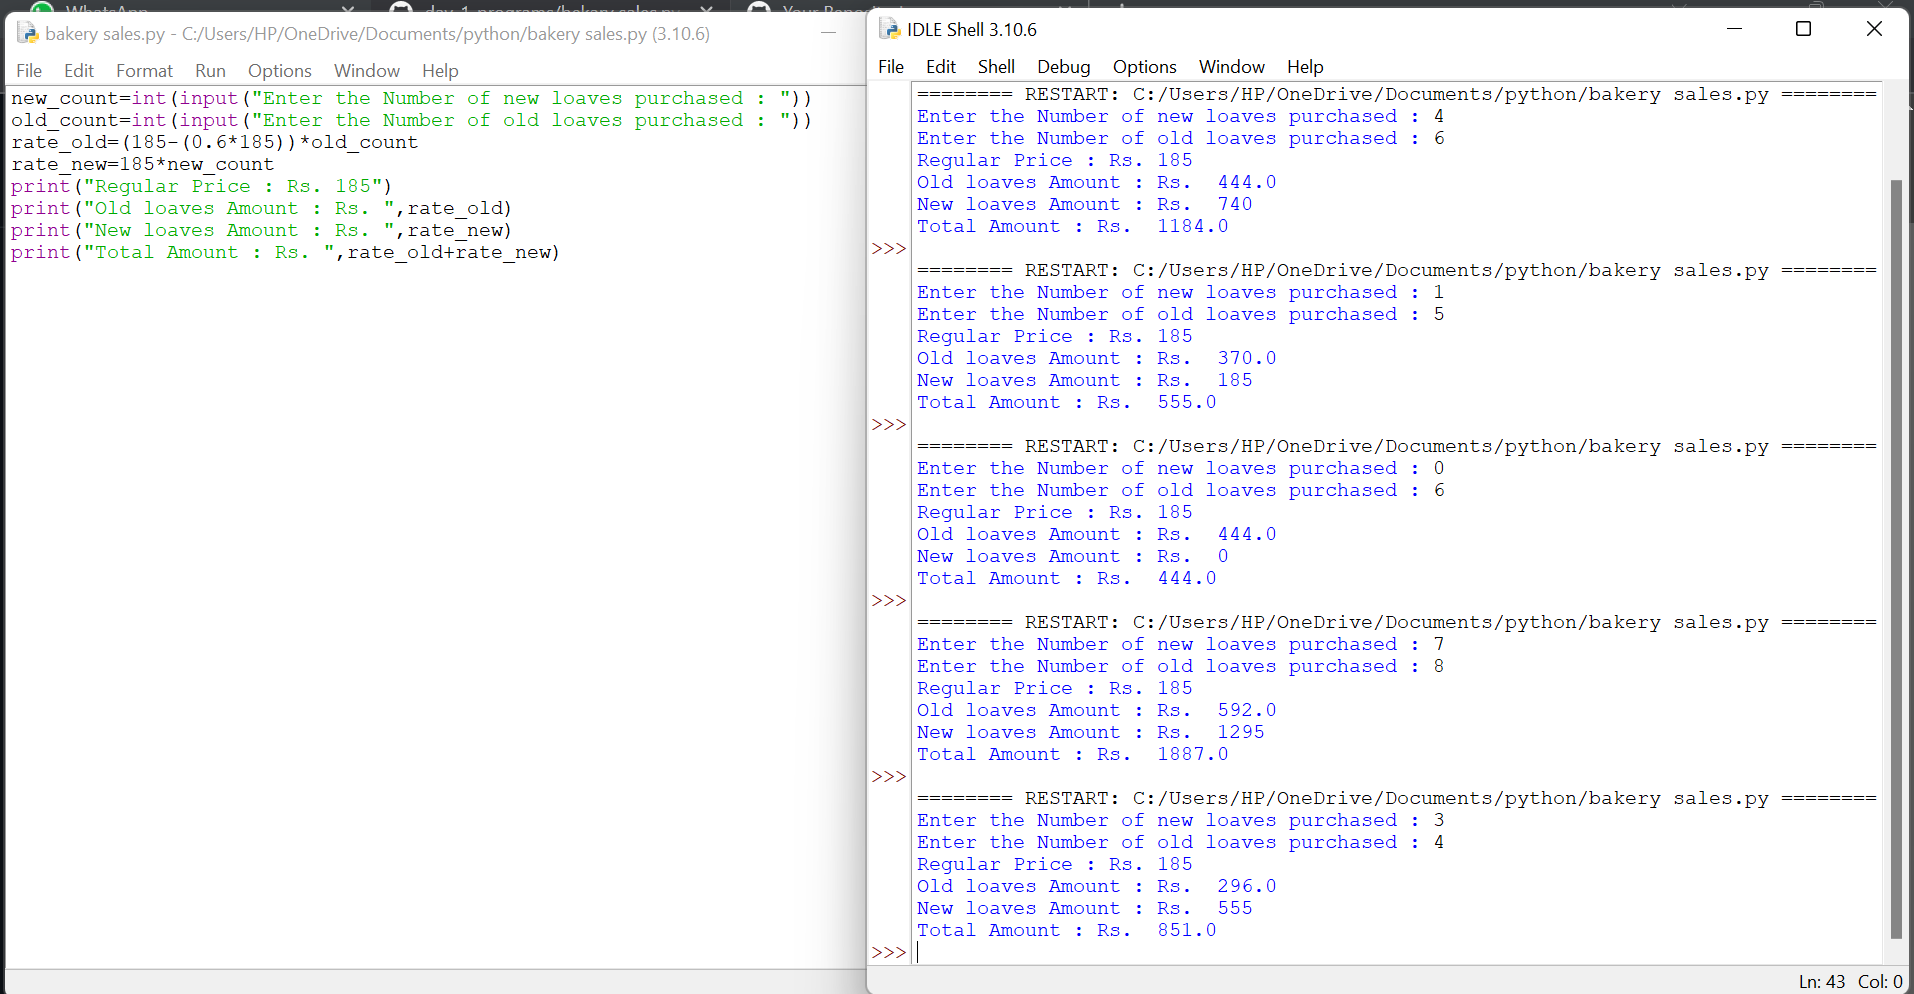 WhatsApp
day_1_programs/bakery sales.py
bakery sales.py - C:/Users/HP/OneDrive/Documents/python/bakery sales.py (3.10.6)
File Edit Format Run Options Window Help
new_count=int(input("Enter the Number of new loaves purchased : "))
old_count=int(input("Enter the Number of old loaves purchased : "))
rate_old=(185-(0.6*185))*old_count
rate_new=185*new_count
print("Regular Price : Rs. 185")
print("Old loaves Amount : Rs. ",rate_old)
print("New loaves Amount : Rs. ",rate_new)
print("Total Amount : Rs. ",rate_old+rate_new)
IDLE Shell 3.10.6
File Edit Shell Debug Options Window Help
======== RESTART: C:/Users/HP/OneDrive/Documents/python/bakery sales.py ========
Enter the Number of new loaves purchased : 4
Enter the Number of old loaves purchased : 6
Regular Price : Rs. 185
Old loaves Amount : Rs.  444.0
New loaves Amount : Rs.  740
Total Amount : Rs.  1184.0
>>>
======== RESTART: C:/Users/HP/OneDrive/Documents/python/bakery sales.py ========
Enter the Number of new loaves purchased : 1
Enter the Number of old loaves purchased : 5
Regular Price : Rs. 185
Old loaves Amount : Rs.  370.0
New loaves Amount : Rs.  185
Total Amount : Rs.  555.0
>>>
======== RESTART: C:/Users/HP/OneDrive/Documents/python/bakery sales.py ========
Enter the Number of new loaves purchased : 0
Enter the Number of old loaves purchased : 6
Regular Price : Rs. 185
Old loaves Amount : Rs.  444.0
New loaves Amount : Rs.  0
Total Amount : Rs.  444.0
>>>
======== RESTART: C:/Users/HP/OneDrive/Documents/python/bakery sales.py ========
Enter the Number of new loaves purchased : 7
Enter the Number of old loaves purchased : 8
Regular Price : Rs. 185
Old loaves Amount : Rs.  592.0
New loaves Amount : Rs.  1295
Total Amount : Rs.  1887.0
>>>
======== RESTART: C:/Users/HP/OneDrive/Documents/python/bakery sales.py ========
Enter the Number of new loaves purchased : 3
Enter the Number of old loaves purchased : 4
Regular Price : Rs. 185
Old loaves Amount : Rs.  296.0
New loaves Amount : Rs.  555
Total Amount : Rs.  851.0
>>>
Ln: 43 Col: 0